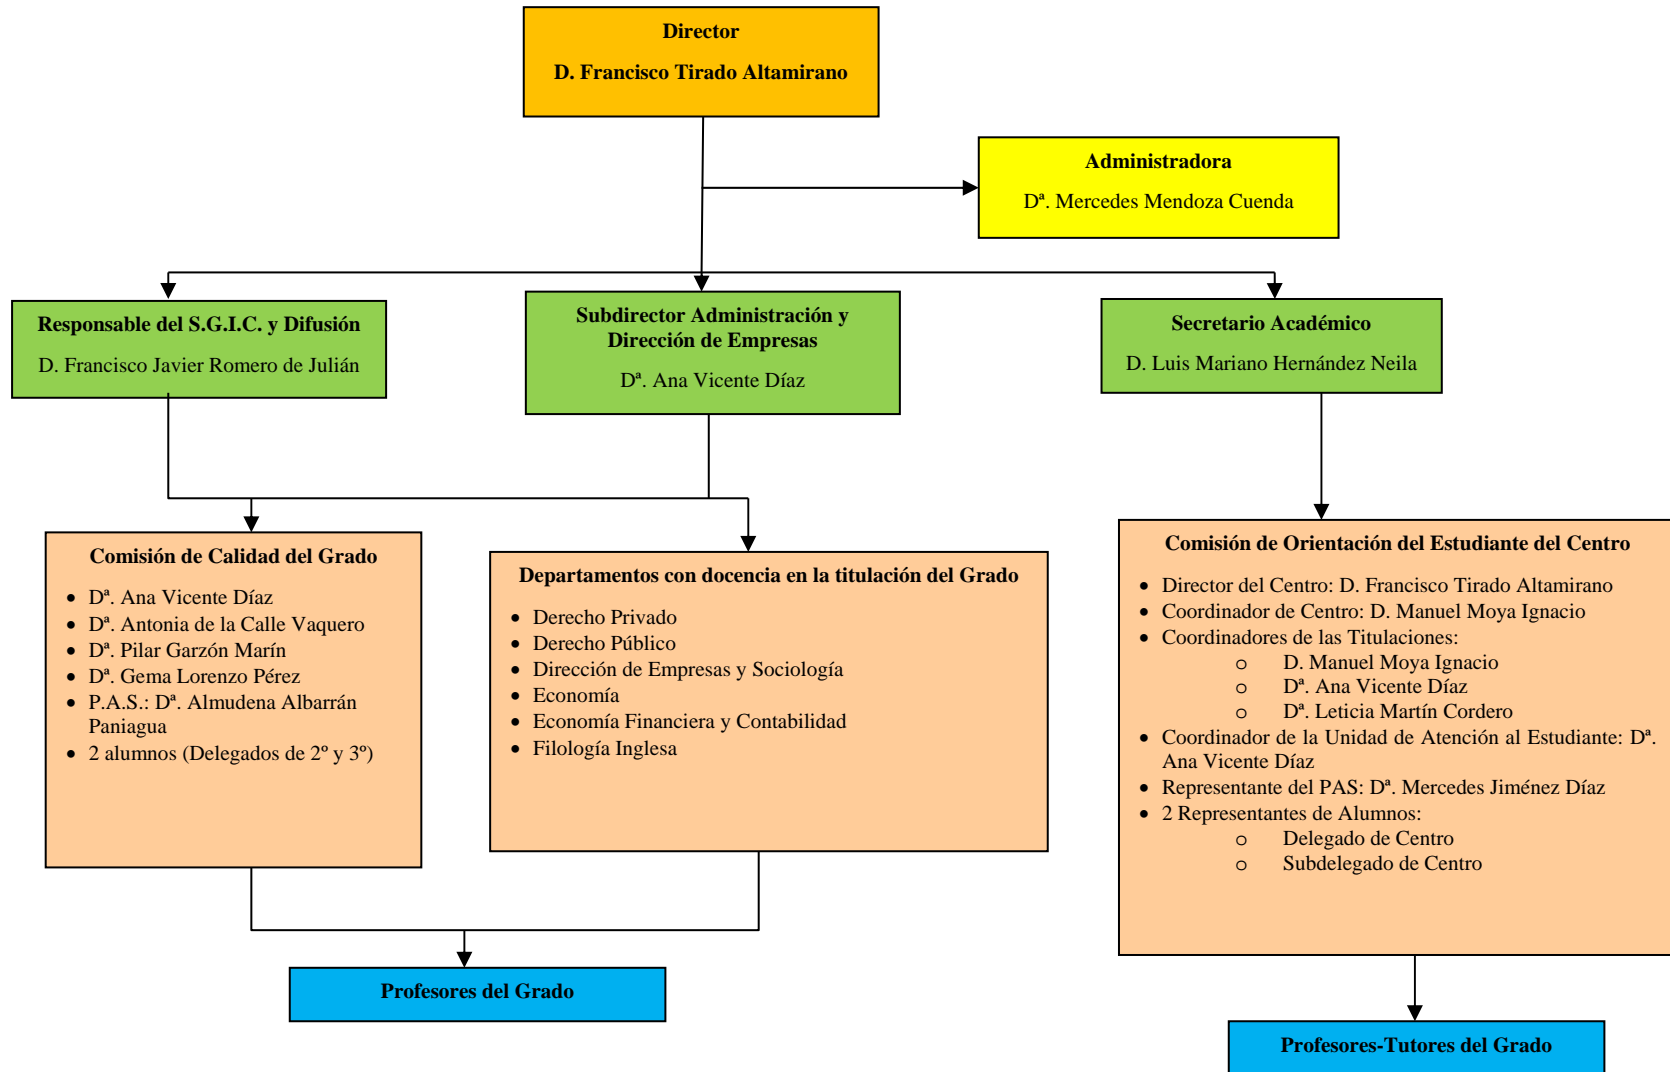 Director
D. Francisco Tirado Altamirano
Administradora
Dª. Mercedes Mendoza Cuenda
Responsable del S.G.I.C. y Difusión
D. Francisco Javier Romero de Julián
Subdirector Administración y
Dirección de Empresas
Dª. Ana Vicente Díaz
Secretario Académico
D. Luis Mariano Hernández Neila
Comisión de Calidad del Grado
• Dª. Ana Vicente Díaz
• Dª. Antonia de la Calle Vaquero
• Dª. Pilar Garzón Marín
• Dª. Gema Lorenzo Pérez
• P.A.S.: Dª. Almudena Albarrán
Paniagua
• 2 alumnos (Delegados de 2º y 3º)
Departamentos con docencia en la titulación del Grado
• Derecho Privado
• Derecho Público
• Dirección de Empresas y Sociología
• Economía
• Economía Financiera y Contabilidad
• Filología Inglesa
Comisión de Orientación del Estudiante del Centro
• Director del Centro: D. Francisco Tirado Altamirano
• Coordinador de Centro: D. Manuel Moya Ignacio
• Coordinadores de las Titulaciones:
o D. Manuel Moya Ignacio
o Dª. Ana Vicente Díaz
o Dª. Leticia Martín Cordero
• Coordinador de la Unidad de Atención al Estudiante: Dª.
Ana Vicente Díaz
• Representante del PAS: Dª. Mercedes Jiménez Díaz
• 2 Representantes de Alumnos:
o Delegado de Centro
o Subdelegado de Centro
Profesores del Grado
Profesores-Tutores del Grado